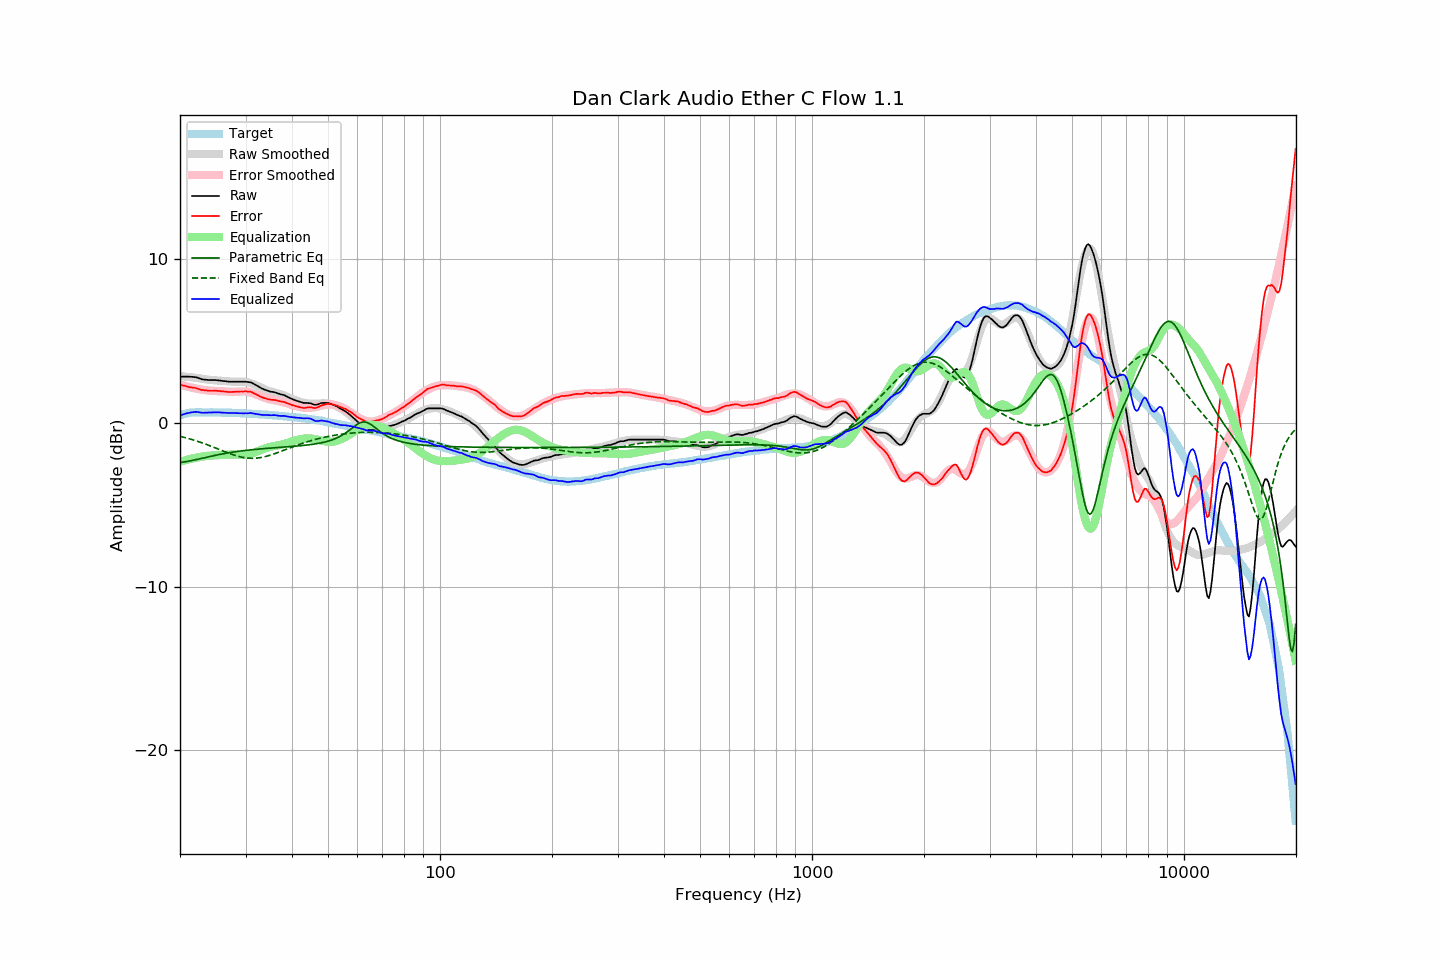 Dan Clark Audio Ether C Flow 1.1
Target
Raw Smoothed
Error Smoothed
Raw
Error
Equalization
Parametric Eq
Fixed Band Eq
Equalized
10
0
−10
−20
Amplitude (dBr)
100
1000
10000
Frequency (Hz)